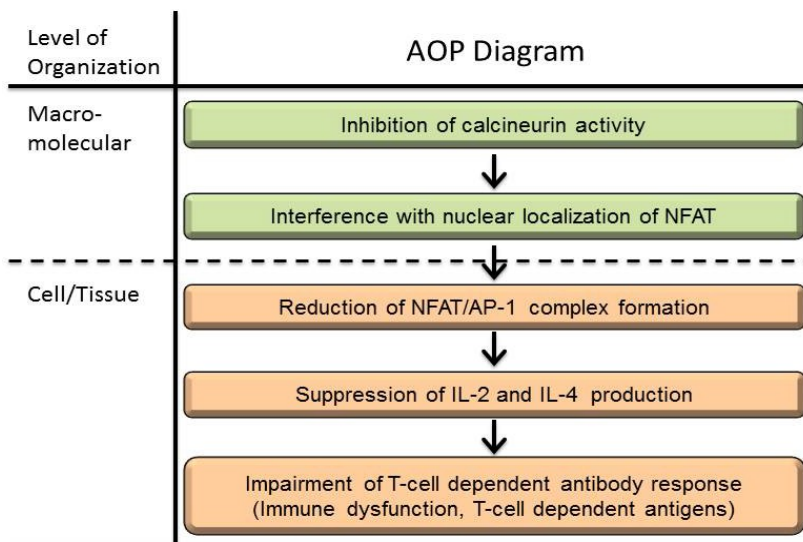 Level of
Organization
AOP Diagram
Macro-
molecular
Inhibition of calcineurin activity
Interference with nuclear localization of NFAT
Cell/Tissue
Reduction of NFAT/AP-1 complex formation
Suppression of IL-2 and IL-4 production
Impairment of T-cell dependent antibody response
(Immune dysfunction, T-cell dependent antigens)